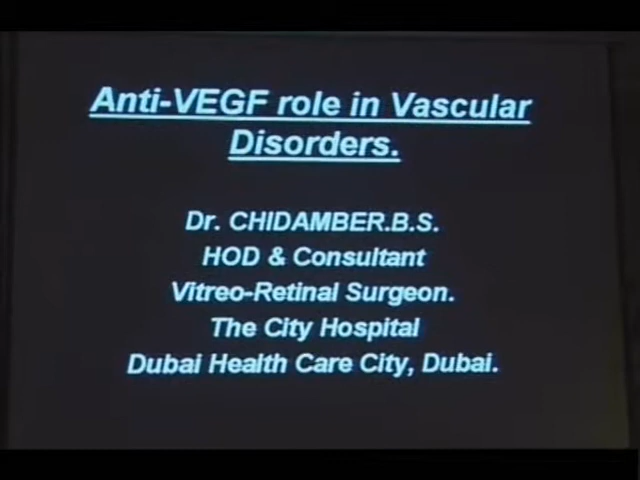 Anti-VEGF role in Vascular
Disorders.
Dr. CHIDAMBER.B.S.
HOD & Consultant
Vitreo-Retinal Surgeon.
The City Hospital
Dubai Health Care City, Dubai.